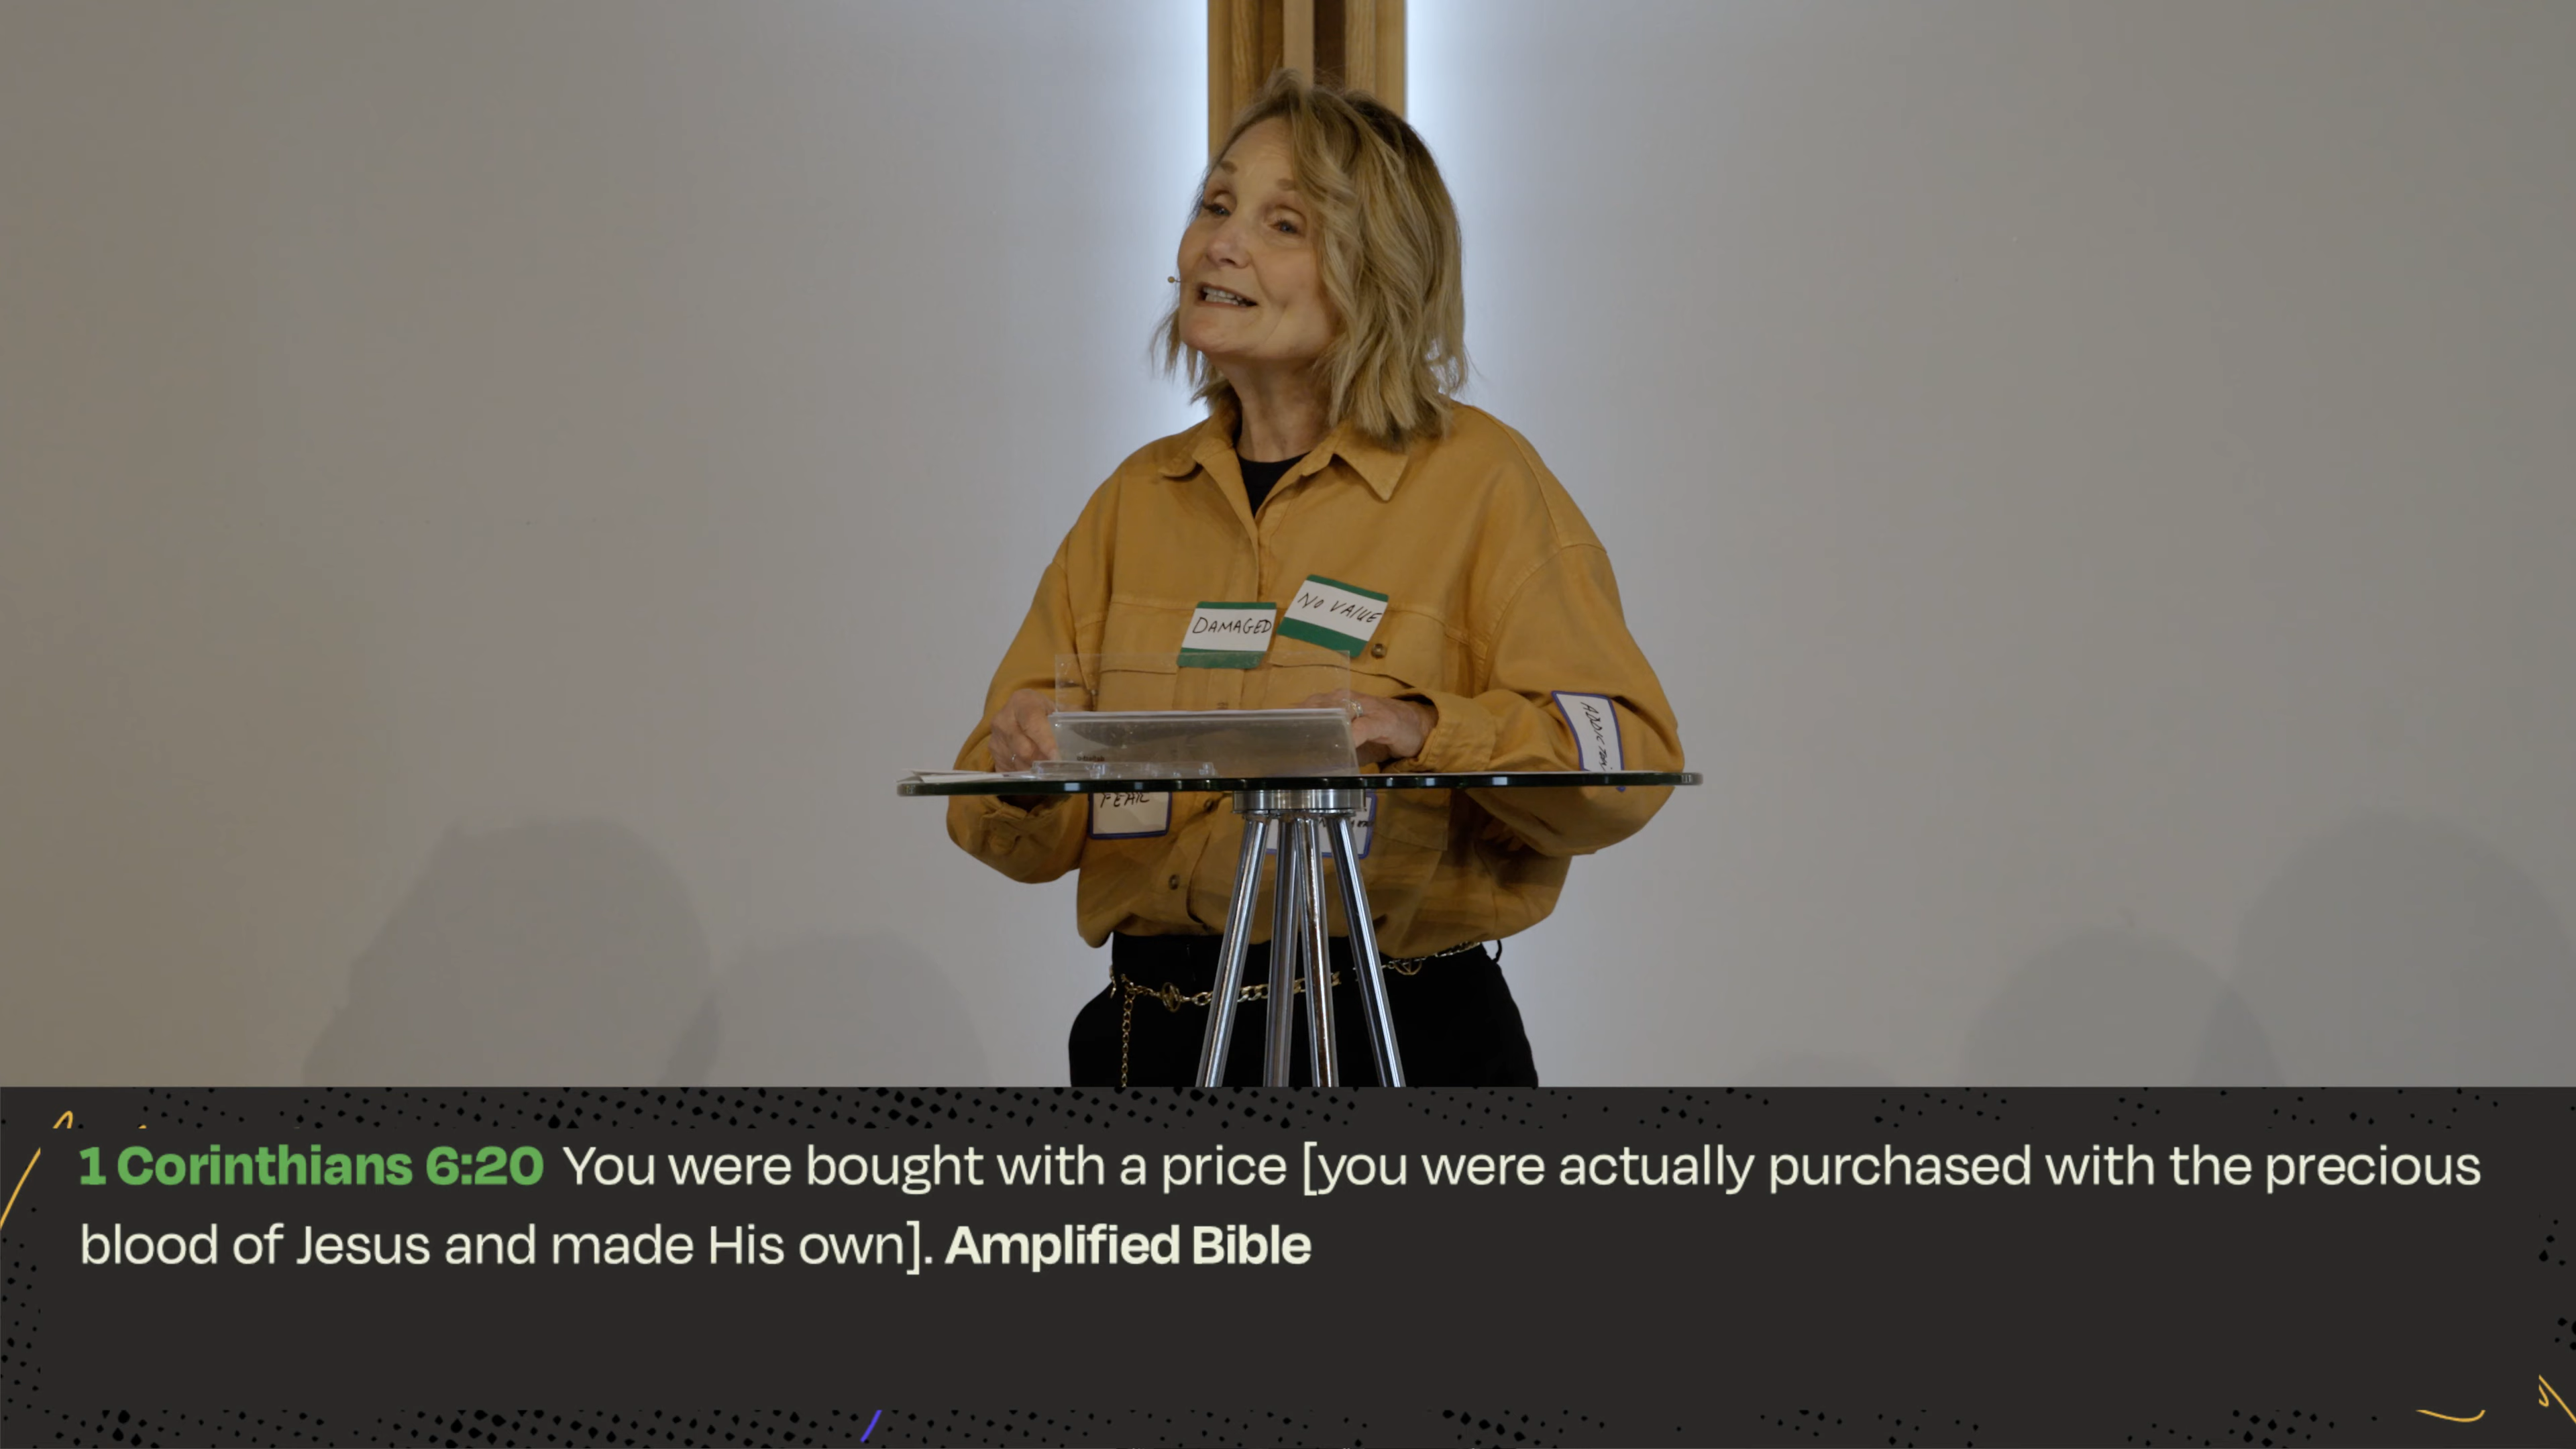 NO VALUE
DAMAGED
FEAR
1 Corinthians 6:20 You were bought with a price [you were actually purchased with the precious
blood of Jesus and made His own]. Amplified Bible